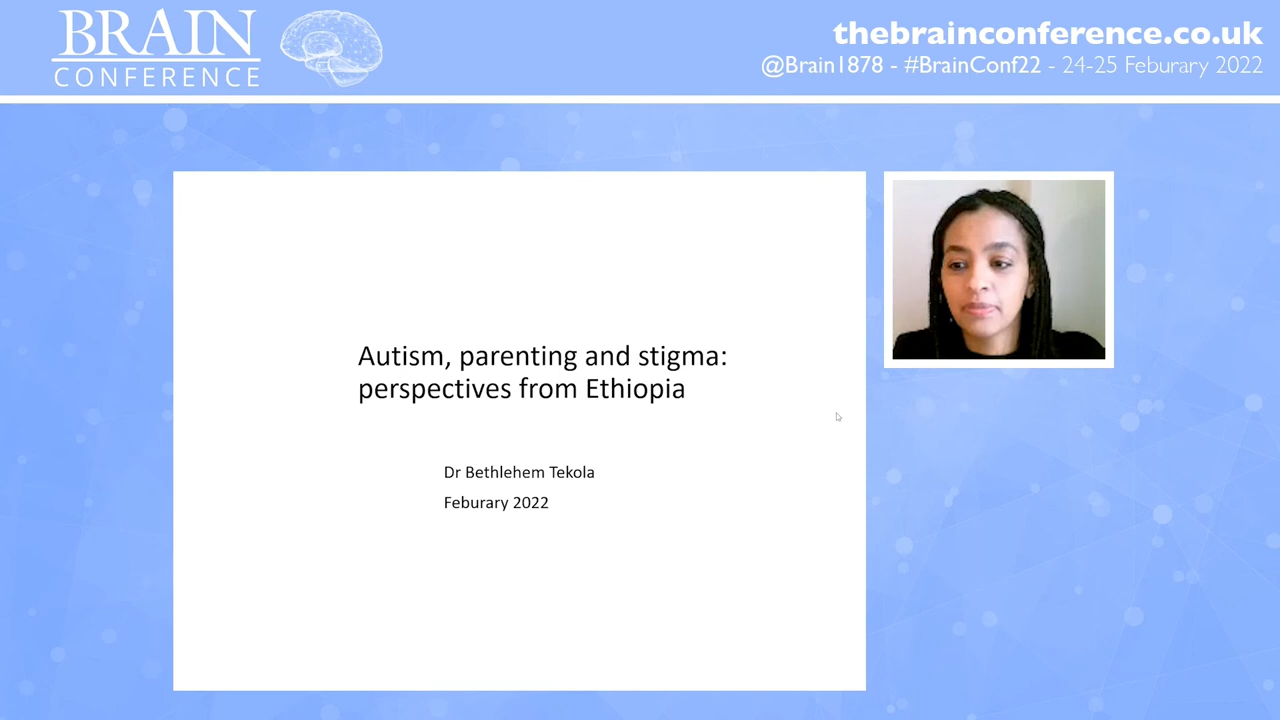 BRAIN
CONFERENCE
thebrainconference.co.uk
@Brain1878 - #BrainConf22 - 24-25 Feburary 2022
Autism, parenting and stigma:
perspectives from Ethiopia
Dr Bethlehem Tekola
Feburary 2022